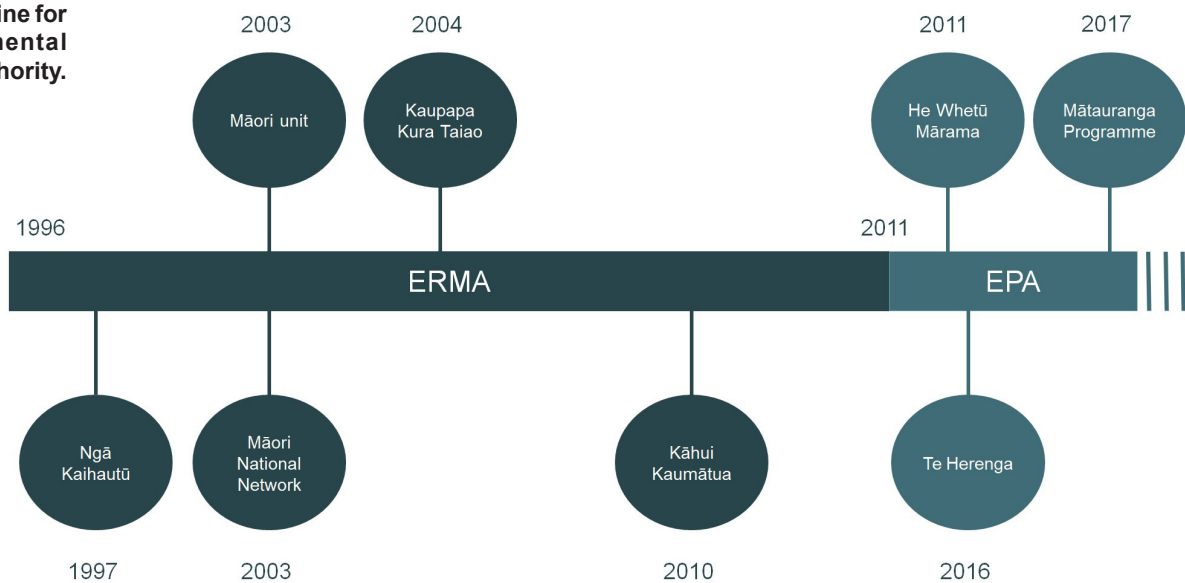 ine for
nental
hority.
2003
2004
2011
2017
Māori unit
Kaupapa
Kura Taiao
He Whetū
Mārama
Mātauranga
Programme
1996
2011
ERMA
EPA
Ngā
Kaihautū
Māori
National
Network
Kāhui
Kaumātua
Te Herenga
1997
2003
2010
2016